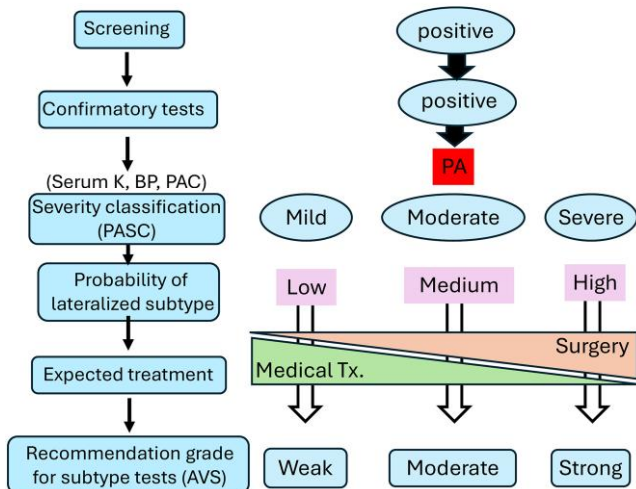 Screening
positive
Confirmatory tests
positive
PA
(Serum K, BP, PAC)
Severity classification
(PASC)
Mild
Moderate
Severe
Probability of
lateralized subtype
Low
Medium
High
Expected treatment
Surgery
Medical Tx.
Recommendation grade
for subtype tests (AVS)
Weak
Moderate
Strong